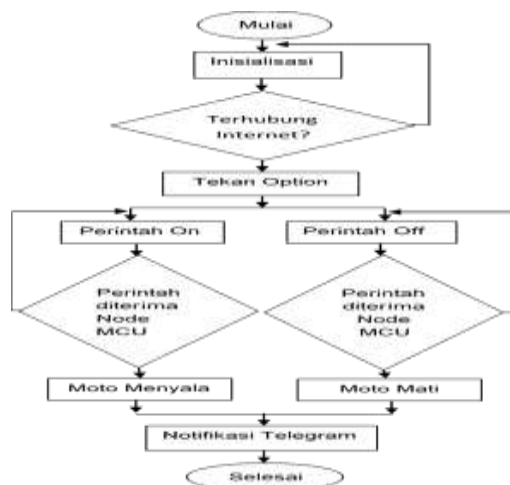 Mulai
Inisialisasi
Terhubung
Internet?
Tekan Option
Perintah On
Perintah Off
Perintah
diterima
Node
MCU
Perintah
diterima
Node
MCU
Moto Menyala
Moto Mati
Notifikasi Telegram
Selesai